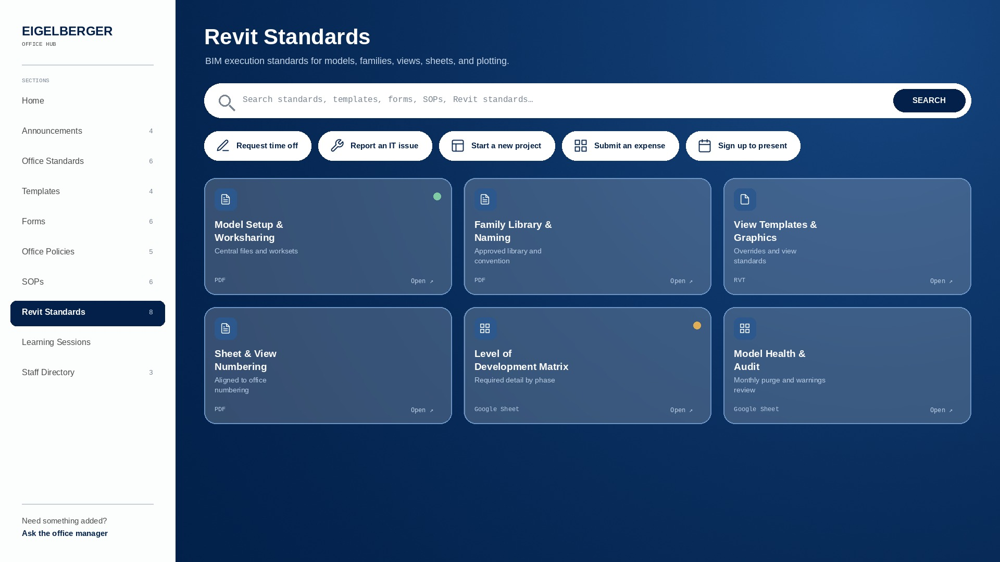 EIGELBERGER
OFFICE HUB
SECTIONS
Home
Announcements 4
Office Standards 6
Templates 4
Forms 6
Office Policies 5
SOPs 6
Revit Standards 8
Learning Sessions
Staff Directory 3
Need something added?
Ask the office manager
Revit Standards
BIM execution standards for models, families, views, sheets, and plotting.
Search standards, templates, forms, SOPs, Revit standards…
SEARCH
Request time off
Report an IT issue
Start a new project
Submit an expense
Sign up to present
Model Setup &
Worksharing
Central files and worksets
PDF
Open ↗
Family Library &
Naming
Approved library and
convention
PDF
Open ↗
View Templates &
Graphics
Overrides and view
standards
RVT
Open ↗
Sheet & View
Numbering
Aligned to office
numbering
PDF
Open ↗
Level of
Development Matrix
Required detail by phase
Google Sheet
Open ↗
Model Health &
Audit
Monthly purge and warnings
review
Google Sheet
Open ↗